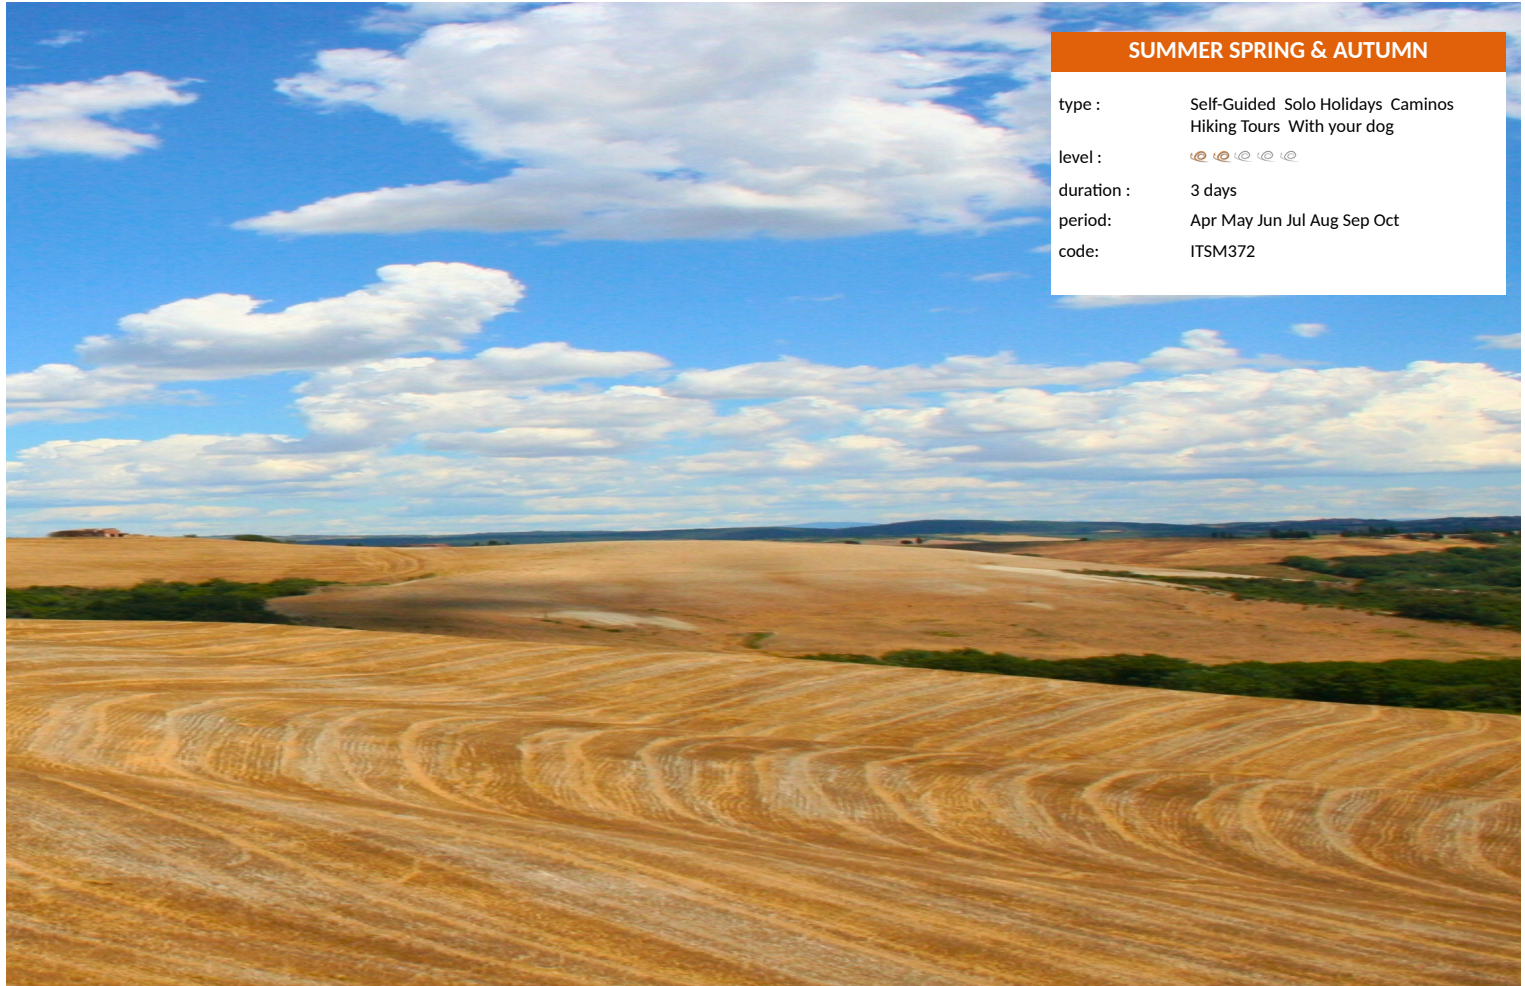 SUMMER SPRING & AUTUMN
type : Self-Guided Solo Holidays Caminos
Hiking Tours With your dog
level :
duration : 3 days
period: Apr May Jun Jul Aug Sep Oct
code: ITSM372